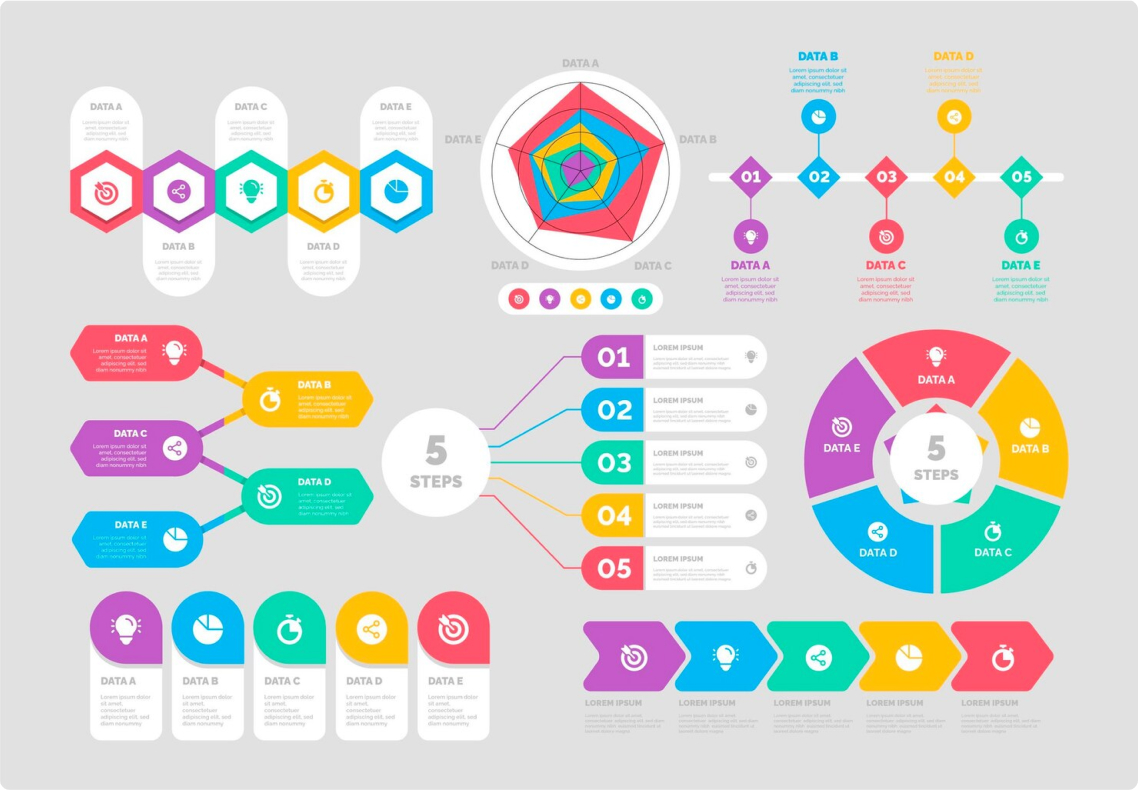 DATA A
Lorem ipsum dolor sit
amet, consectetuer
adipiscing elit, sed
diam nonummy nibh
DATA C
Lorem ipsum dolor sit
amet, consectetuer
adipiscing elit, sed
diam nonummy nibh
DATA E
Lorem ipsum dolor sit
amet, consectetuer
adipiscing elit, sed
diam nonummy nibh
DATA B
Lorem ipsum dolor sit
amet, consectetuer
adipiscing elit, sed
diam nonummy nibh
DATA D
Lorem ipsum dolor sit
amet, consectetuer
adipiscing elit, sed
diam nonummy nibh
DATA A
DATA E
DATA B
DATA D
DATA C
DATA B
Lorem ipsum dolor sit
amet, consectetuer
adipiscing elit, sed
diam nonummy nibh
DATA D
Lorem ipsum dolor sit
amet, consectetuer
adipiscing elit, sed
diam nonummy nibh
01
02
03
04
05
DATA A
Lorem ipsum dolor sit
amet, consectetuer
adipiscing elit, sed
diam nonummy nibh
DATA C
Lorem ipsum dolor sit
amet, consectetuer
adipiscing elit, sed
diam nonummy nibh
DATA E
Lorem ipsum dolor sit
amet, consectetuer
adipiscing elit, sed
diam nonummy nibh
DATA A
Lorem ipsum dolor sit
amet, consectetuer
adipiscing elit, sed
diam nonummy nibh
DATA B
Lorem ipsum dolor sit
amet, consectetuer
adipiscing elit, sed
diam nonummy nibh
DATA C
Lorem ipsum dolor sit
amet, consectetuer
adipiscing elit, sed
diam nonummy nibh
DATA D
Lorem ipsum dolor sit
amet, consectetuer
adipiscing elit, sed
diam nonummy nibh
DATA E
Lorem ipsum dolor sit
amet, consectetuer
adipiscing elit, sed
diam nonummy nibh
5
STEPS
01
LOREM IPSUM
02
LOREM IPSUM
03
LOREM IPSUM
04
LOREM IPSUM
05
LOREM IPSUM
DATA A
DATA B
DATA C
DATA D
DATA E
5
STEPS
DATA A
Lorem ipsum dolor
sit amet,
consectetuer
adipiscing elit, sed
diam nonummy
DATA B
Lorem ipsum dolor
sit amet,
consectetuer
adipiscing elit, sed
diam nonummy
DATA C
Lorem ipsum dolor
sit amet,
consectetuer
adipiscing elit, sed
diam nonummy
DATA D
Lorem ipsum dolor
sit amet,
consectetuer
adipiscing elit, sed
diam nonummy
DATA E
Lorem ipsum dolor
sit amet,
consectetuer
adipiscing elit, sed
diam nonummy
LOREM IPSUM
LOREM IPSUM
LOREM IPSUM
LOREM IPSUM
LOREM IPSUM